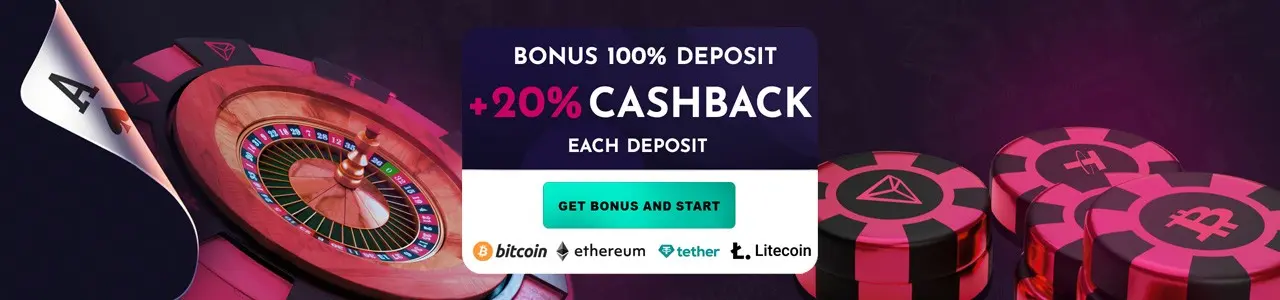 BONUS 100% DEPOSIT
+20% CASHBACK
EACH DEPOSIT
GET BONUS AND START
bitcoin ethereum tether Litecoin
A